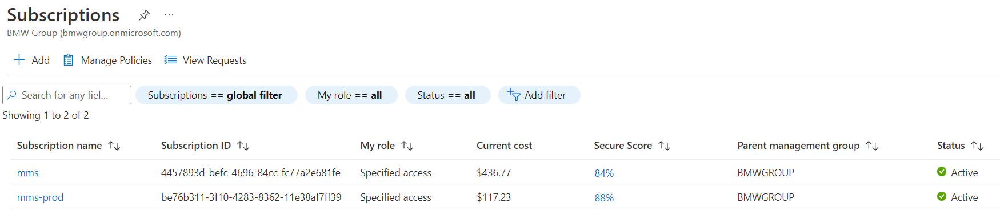 Subscriptions ...
BMW Group (bmwgroup.onmicrosoft.com)
Add Manage Policies View Requests
Search for any fiel... Subscriptions == global filter My role == all Status == all Add filter
Showing 1 to 2 of 2
Subscription name ↑↓ Subscription ID ↑↓ My role ↑↓ Current cost Secure Score ↑↓ Parent management group ↑↓ Status ↑↓
mms 4457893d-befc-4696-84cc-fc77a2e681fe Specified access $436.77 84% BMWGROUP Active
mms-prod be76b311-3f10-4283-8362-11e38af7ff39 Specified access $117.23 88% BMWGROUP Active